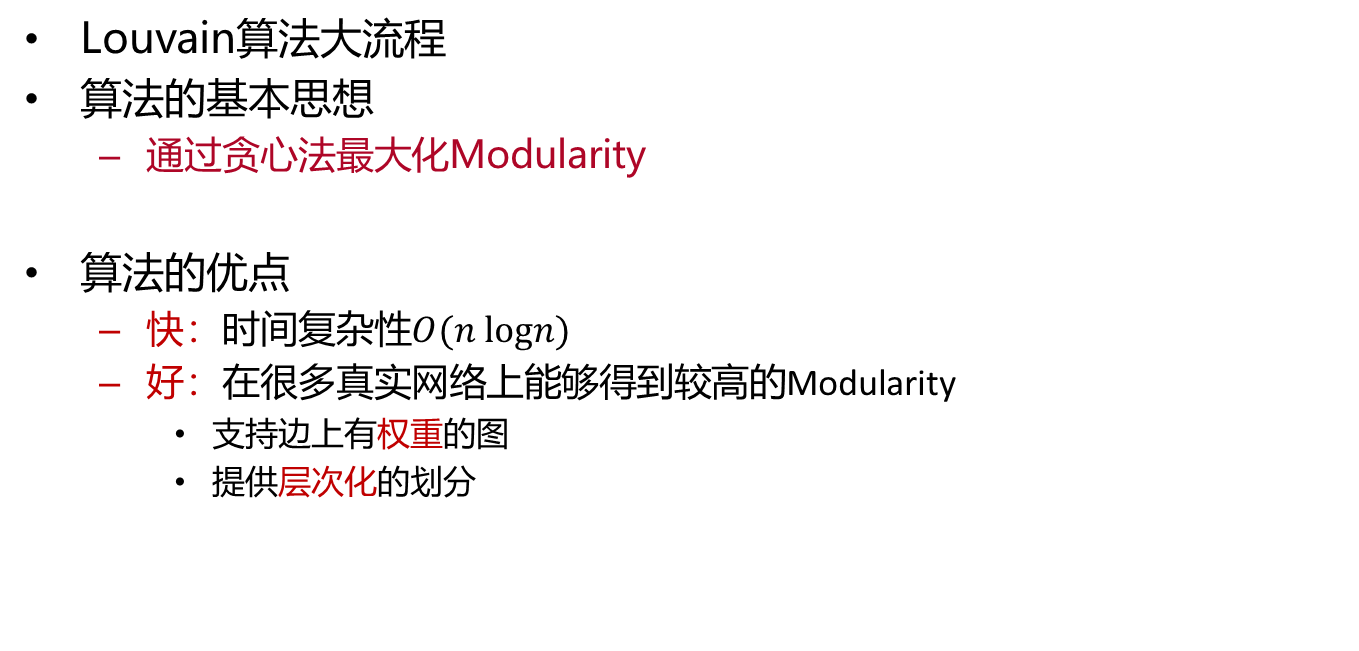 • Louvain算法大流程
• 算法的基本思想
– 通过贪心法最大化Modularity
• 算法的优点
– 快：时间复杂性O(n logn)
– 好：在很多真实网络上能够得到较高的Modularity
• 支持边上有权重的图
• 提供层次化的划分